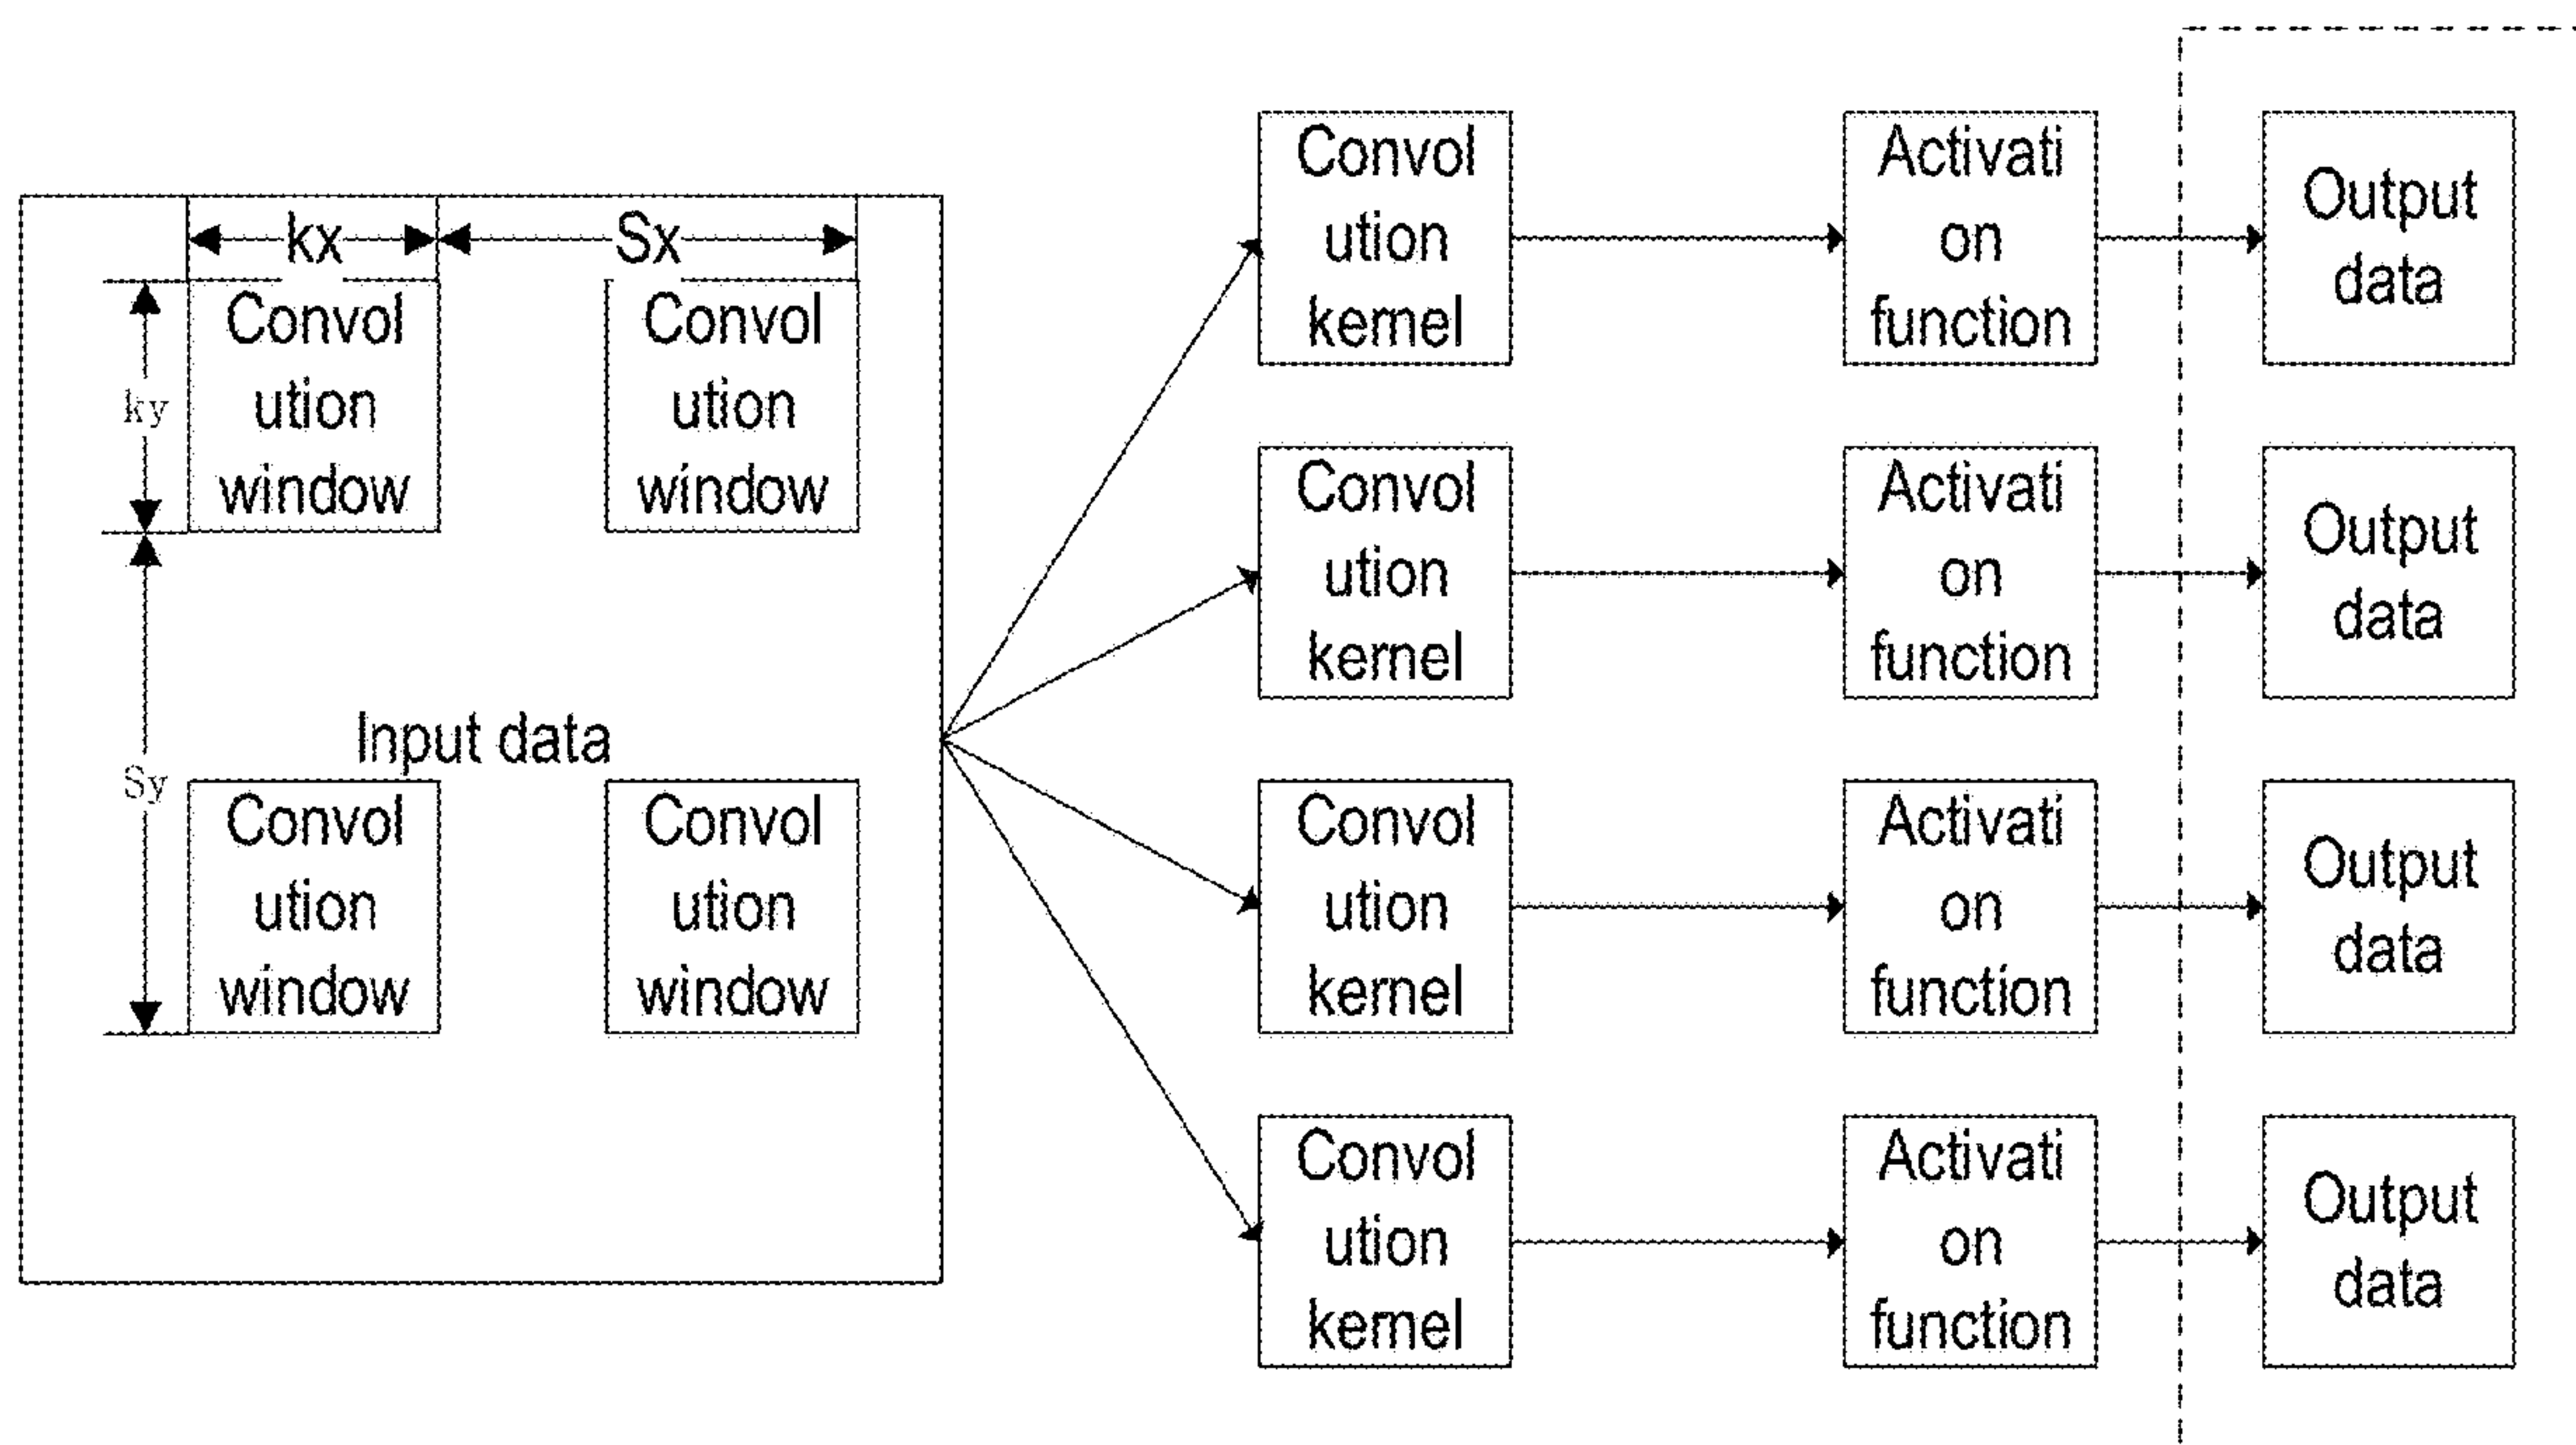 kx
Sx
ky
Convol
ution
window
Convol
ution
window
Input data
Sy
Convol
ution
window
Convol
ution
window
Convol
ution
kernel
Activati
on
function
Output
data
Convol
ution
kernel
Activati
on
function
Output
data
Convol
ution
kernel
Activati
on
function
Output
data
Convol
ution
kernel
Activati
on
function
Output
data